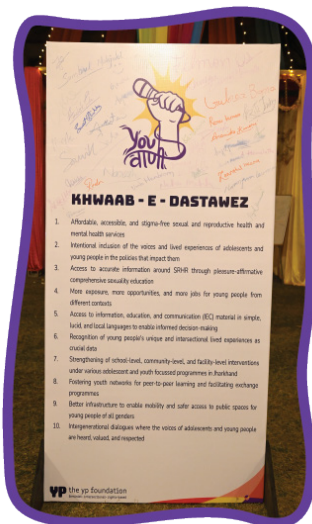 You
KHWAAB - E - DASTAWEZ
1. Affordable, accessible, and stigma-free sexual and reproductive health and
mental health services
2. Intentional inclusion of the voices and lived experiences of adolescents and
young people in the policies that impact them
3. Access to accurate information around SRHR through pleasure-affirmative
comprehensive sexuality education
4. More exposure, more opportunities, and more jobs for young people from
different contexts
5. Access to information, education, and communication (IEC) material in simple,
lucid, and local languages to enable informed decision-making
6. Recognition of young people's unique and intersectional lived experiences as
crucial data
7. Strengthening of school-level, community-level, and facility-level interventions
under various adolescent and youth focussed programmes in Jharkhand
8. Fostering youth networks for peer-to-peer learning and facilitating exchange
programmes
9. Better infrastructure to enable mobility and safer access to public spaces for
young people of all genders
10. Intergenerational dialogues where the voices of adolescents and young people
are heard, valued, and respected
YP the yp foundation